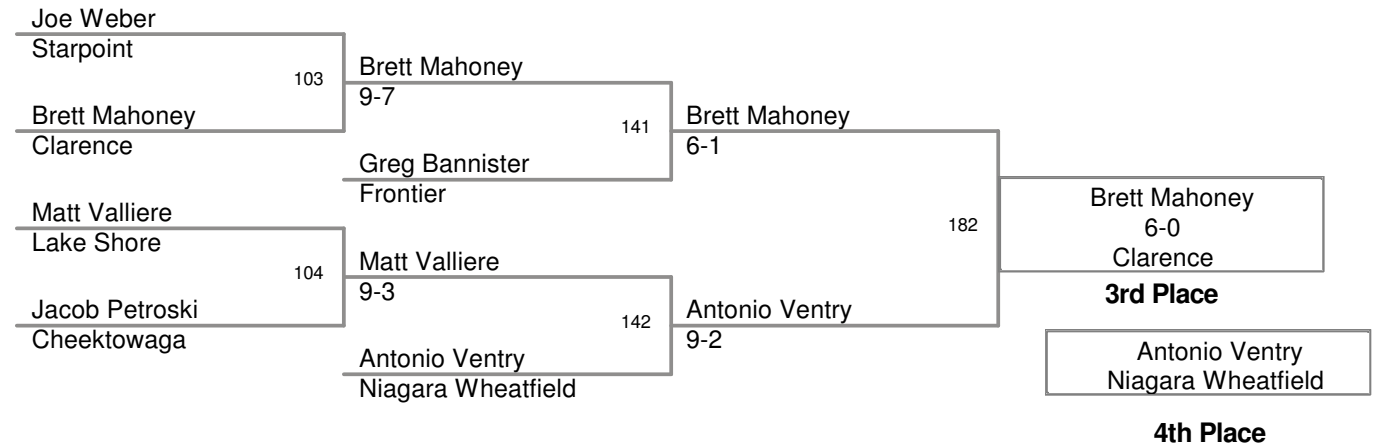 Joe Weber
Starpoint
103
Brett Mahoney
9-7
Brett Mahoney
Clarence
141
Brett Mahoney
6-1
Greg Bannister
Frontier
Matt Valliere
Lake Shore
182
Brett Mahoney
6-0
Clarence
3rd Place
104
Matt Valliere
9-3
Jacob Petroski
Cheektowaga
142
Antonio Ventry
9-2
Antonio Ventry
Niagara Wheatfield
Antonio Ventry
Niagara Wheatfield
4th Place